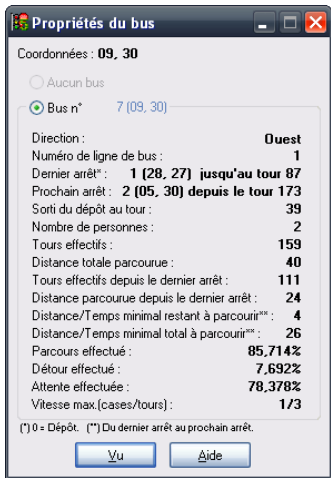 Propriétés du bus
Coordonnées : 09, 30
Aucun bus
Bus n° 7 (09, 30)
Direction : Ouest
Numéro de ligne de bus : 1
Dernier arrêt* : 1 (28, 27) jusqu'au tour 87
Prochain arrêt : 2 (05, 30) depuis le tour 173
Sorti du dépôt au tour : 39
Nombre de personnes : 2
Tours effectifs : 159
Distance totale parcourue : 40
Tours effectifs depuis le dernier arrêt : 111
Distance parcourue depuis le dernier arrêt : 24
Distance/Temps minimal restant à parcourir** : 4
Distance/Temps minimal total à parcourir** : 26
Parcours effectué : 85,714%
Détour effectué : 7,692%
Attente effectuée : 78,378%
Vitesse max.(cases/tours) : 1/3
(*) 0 = Dépôt. (**) Du dernier arrêt au prochain arrêt.
Vu Aide